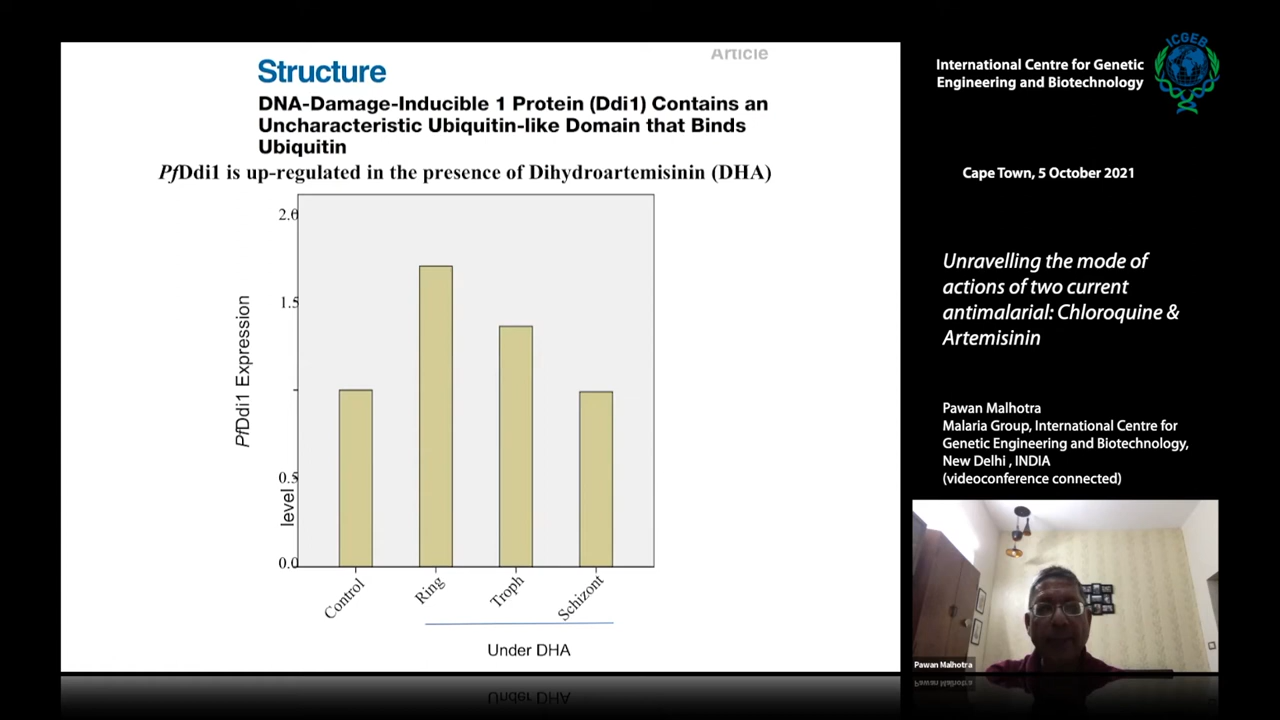 Article
Structure
DNA-Damage-Inducible 1 Protein (Ddi1) Contains an
Uncharacteristic Ubiquitin-like Domain that Binds
Ubiquitin
PfDdi1 is up-regulated in the presence of Dihydroartemisinin (DHA)
2.0
1.5
0.5
0.0
PfDdi1 Expression
level
Control
Ring
Troph
Schizont
Under DHA
ICGEB
International Centre for Genetic
Engineering and Biotechnology
Cape Town, 5 October 2021
Unravelling the mode of
actions of two current
antimalarial: Chloroquine &
Artemisinin
Pawan Malhotra
Malaria Group, International Centre for
Genetic Engineering and Biotechnology,
New Delhi , INDIA
(videoconference connected)
Pawan Malhotra